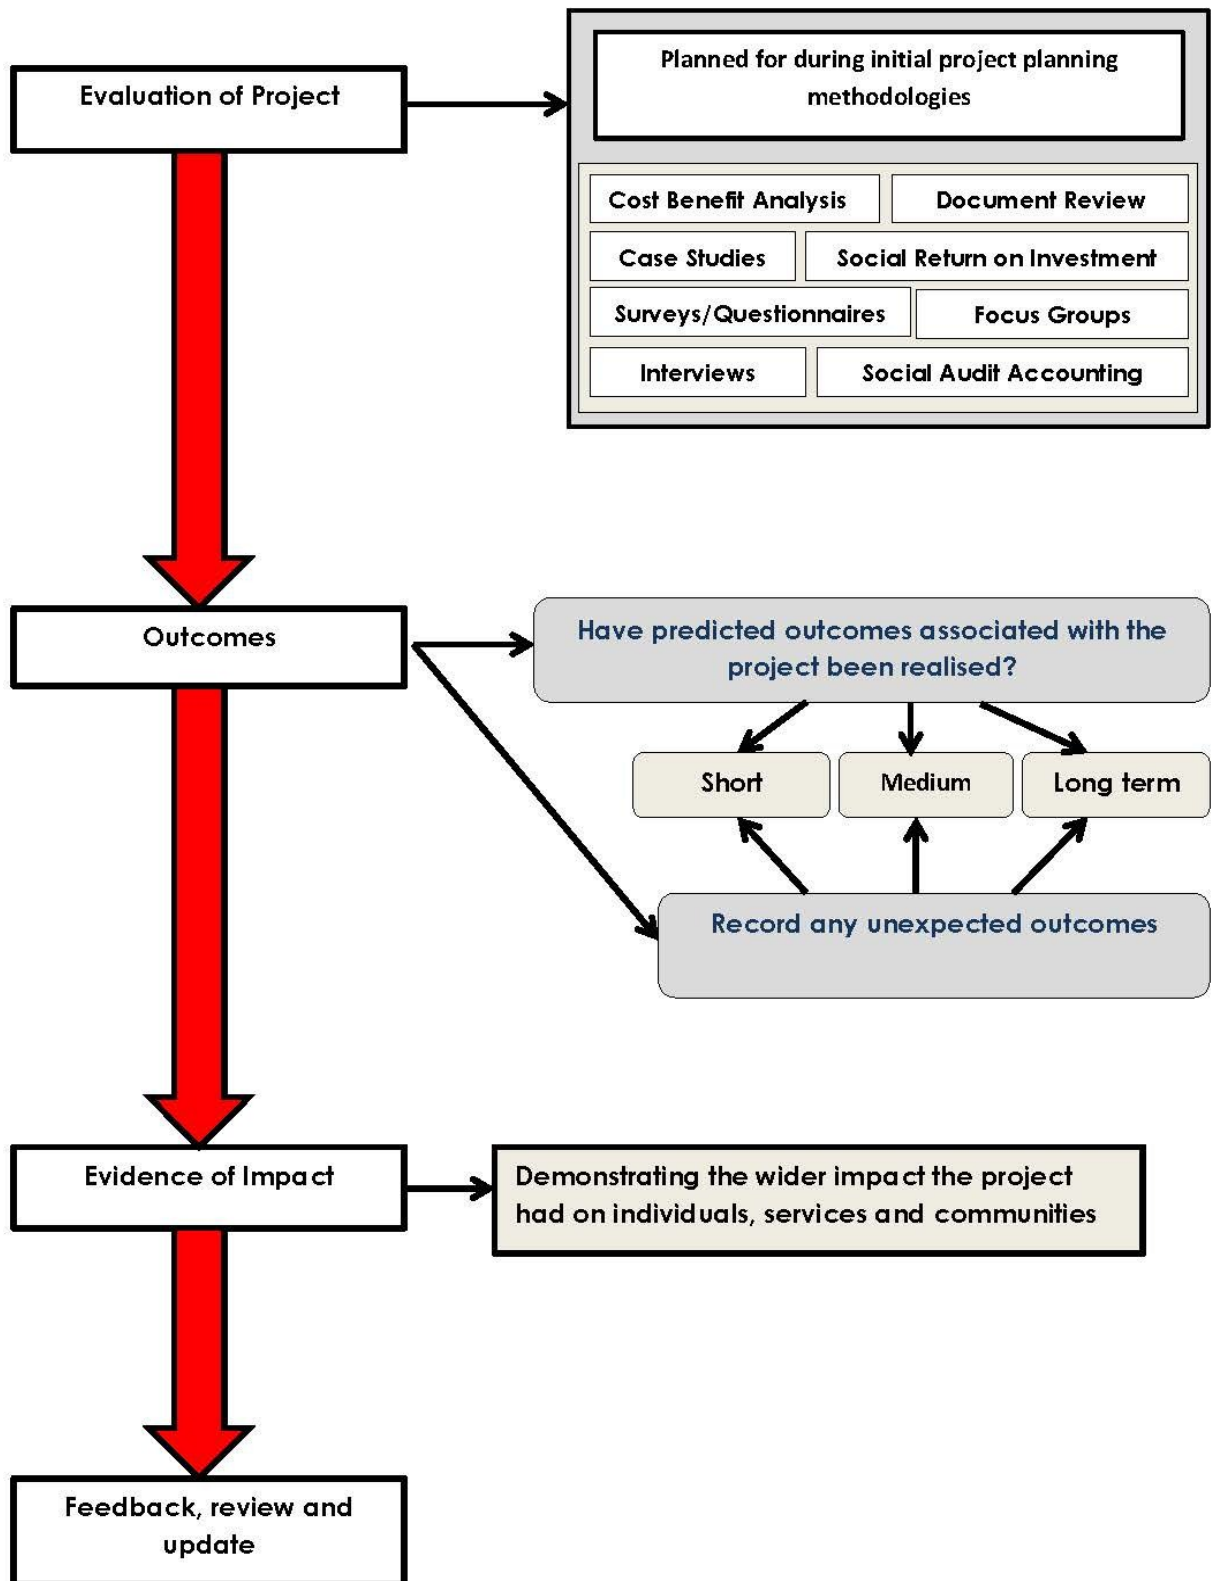 Evaluation of Project
Planned for during initial project planning
methodologies
Cost Benefit Analysis
Document Review
Case Studies
Social Return on Investment
Surveys/Questionnaires
Focus Groups
Interviews
Social Audit Accounting
Outcomes
Have predicted outcomes associated with the
project been realised?
Short
Medium
Long term
Record any unexpected outcomes
Evidence of Impact
Demonstrating the wider impact the project
had on individuals, services and communities
Feedback, review and
update